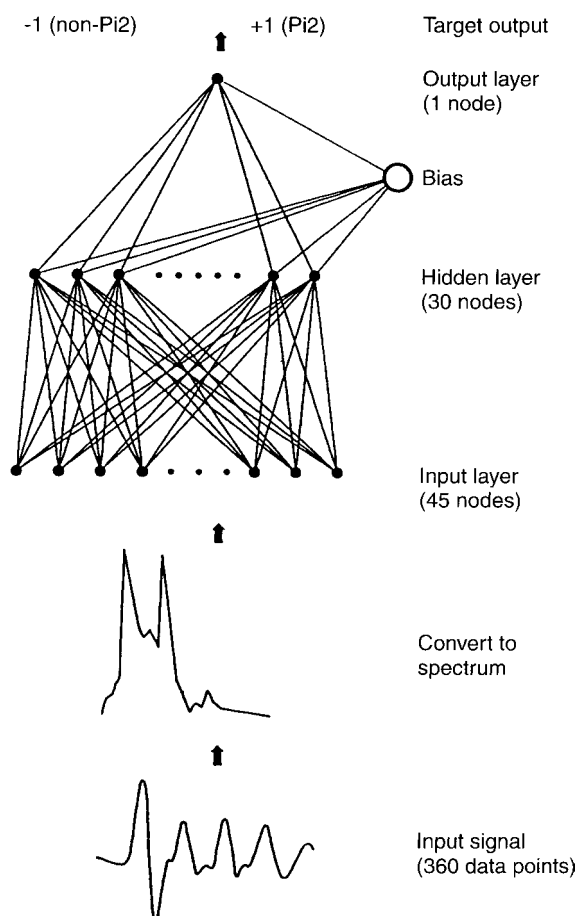 -1 (non-Pi2) +1 (Pi2) Target output
Output layer
(1 node)
Bias
Hidden layer
(30 nodes)
Input layer
(45 nodes)
Convert to
spectrum
Input signal
(360 data points)